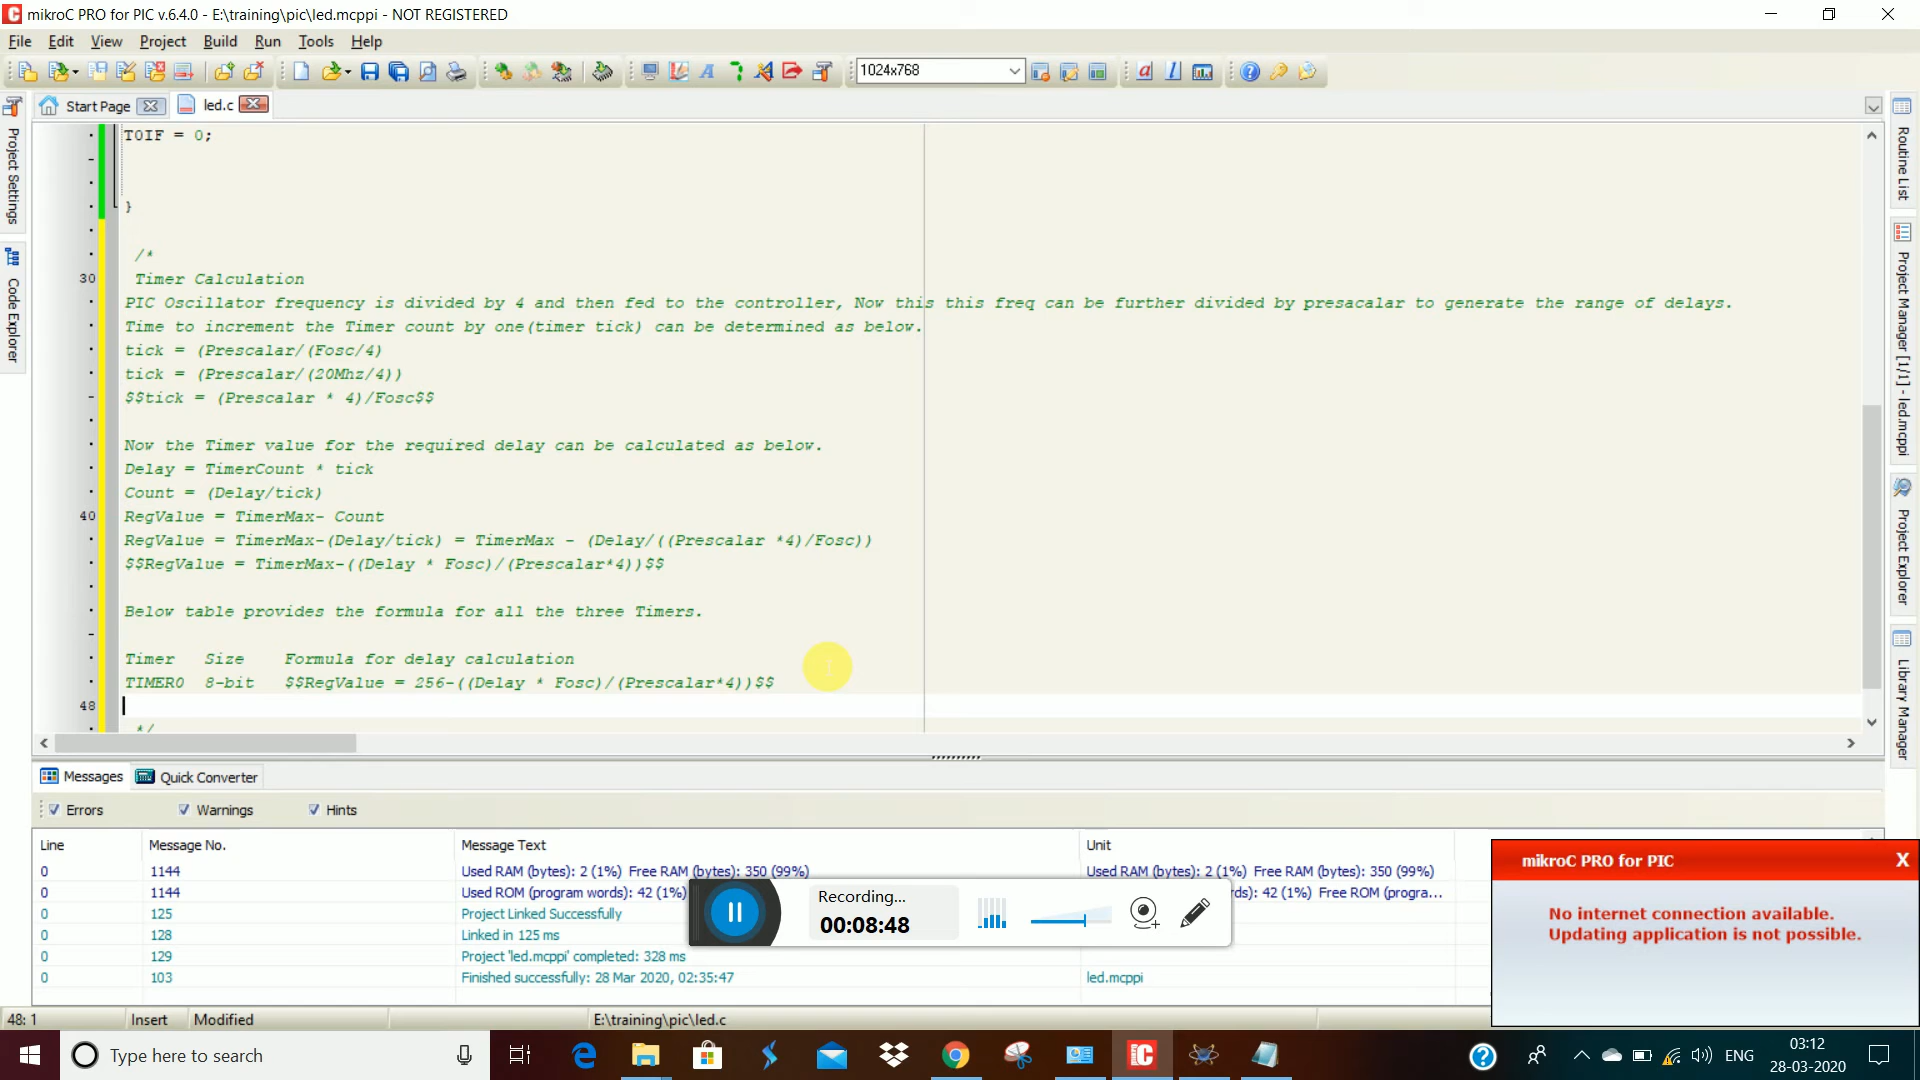 mikroC PRO for PIC v.6.4.0 - E:\training\pic\led.mcppi - NOT REGISTERED
File Edit View Project Build Run Tools Help
1024x768
Start Page led.c
Project Settings
Code Explorer
Routine List
Project Manager [1/1] - led.mcppi
Project Explorer
Library Manager
T0IF = 0;
}
/*
30 Timer Calculation
PIC Oscillator frequency is divided by 4 and then fed to the controller, Now this this freq can be further divided by presacalar to generate the range of delays.
Time to increment the Timer count by one(timer tick) can be determined as below.
tick = (Prescalar/(Fosc/4)
tick = (Prescalar/(20Mhz/4))
$$tick = (Prescalar * 4)/Fosc$$
Now the Timer value for the required delay can be calculated as below.
Delay = TimerCount * tick
Count = (Delay/tick)
40 RegValue = TimerMax- Count
RegValue = TimerMax-(Delay/tick) = TimerMax - (Delay/((Prescalar *4)/Fosc))
$$RegValue = TimerMax-((Delay * Fosc)/(Prescalar*4))$$
Below table provides the formula for all the three Timers.
Timer Size Formula for delay calculation
TIMER0 8-bit $$RegValue = 256-((Delay * Fosc)/(Prescalar*4))$$
48
*/
Messages Quick Converter
Errors Warnings Hints
Line Message No. Message Text Unit
0 1144 Used RAM (bytes): 2 (1%) Free RAM (bytes): 350 (99%) Used RAM (bytes): 2 (1%) Free RAM (bytes): 350 (99%)
0 1144 Used ROM (program words): 42 (1%) rds): 42 (1%) Free ROM (progra...
0 125 Project Linked Successfully
0 128 Linked in 125 ms
0 129 Project 'led.mcppi' completed: 328 ms
0 103 Finished successfully: 28 Mar 2020, 02:35:47 led.mcppi
Recording...
00:08:48
mikroC PRO for PIC X
No internet connection available.
Updating application is not possible.
48: 1 Insert Modified E:\training\pic\led.c
Type here to search
ENG
03:12
28-03-2020